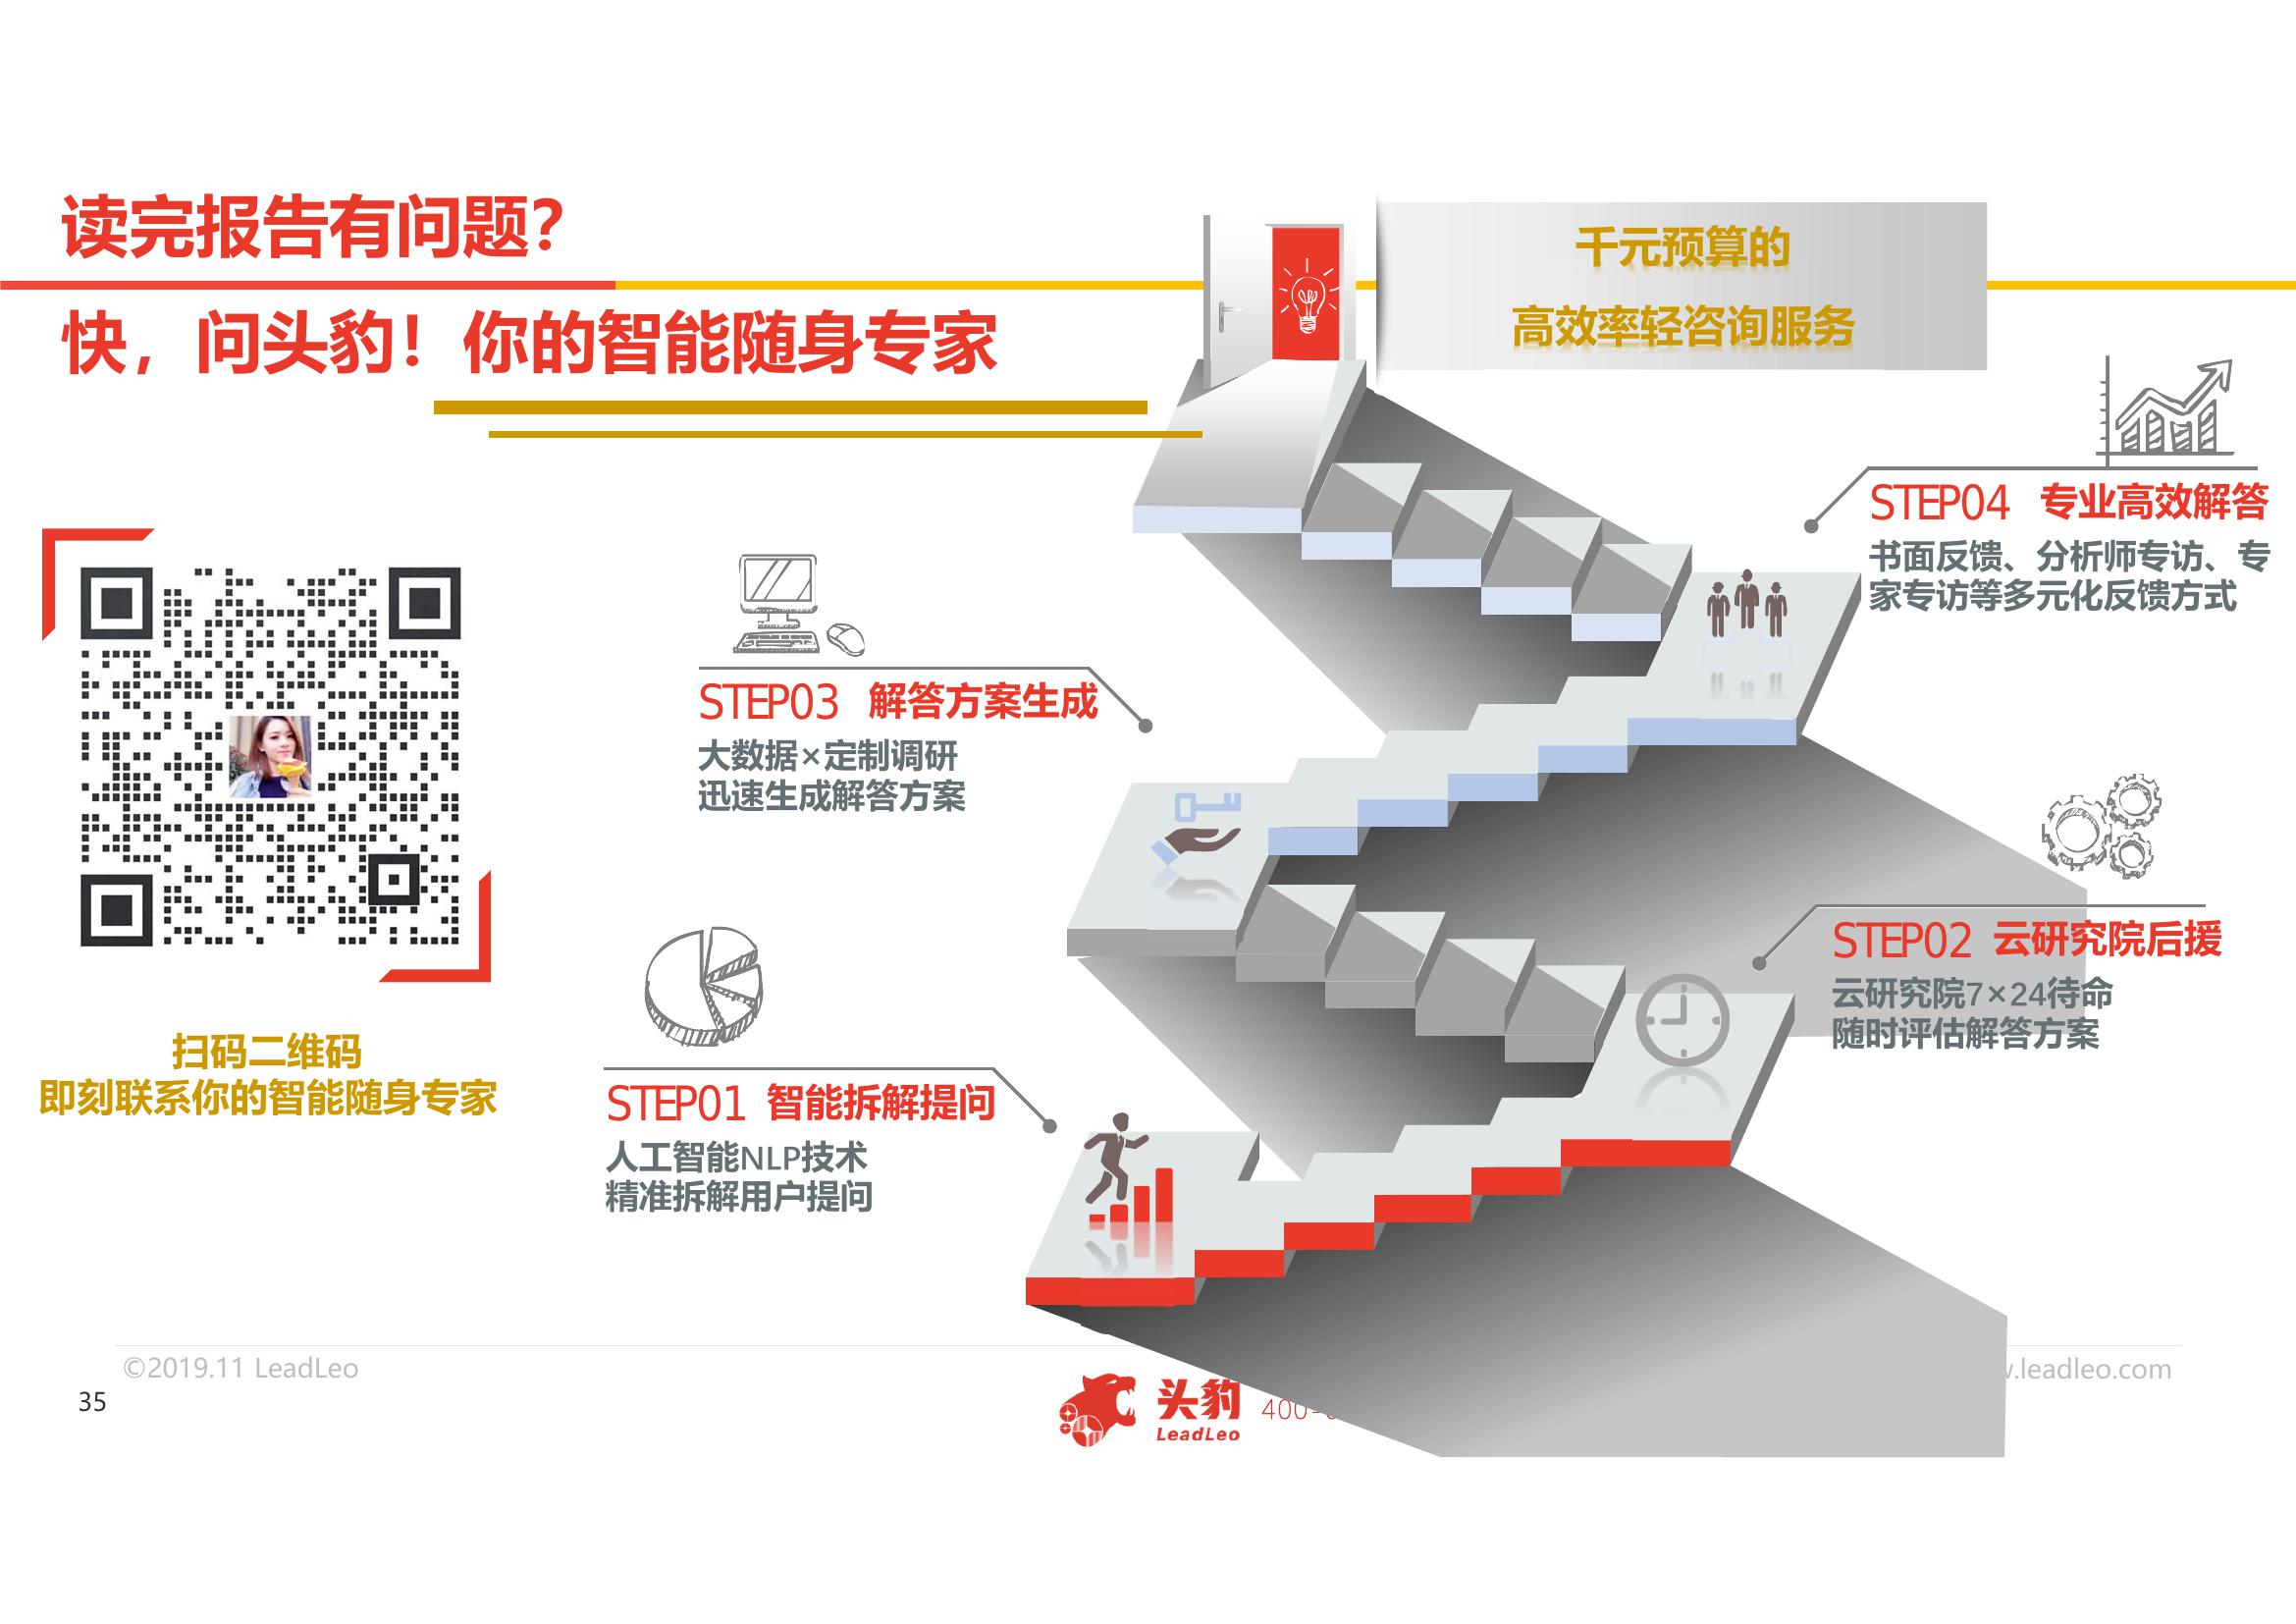 读完报告有问题？
快，问头豹！你的智能随身专家
千元预算的
高效率轻咨询服务
STEP04 专业高效解答
书面反馈、分析师专访、专
家专访等多元化反馈方式
STEP03 解答方案生成
大数据×定制调研
迅速生成解答方案
STEP02 云研究院后援
云研究院7×24待命
随时评估解答方案
STEP01 智能拆解提问
人工智能NLP技术
精准拆解用户提问
扫码二维码
即刻联系你的智能随身专家
©2019.11 LeadLeo
35
头豹
LeadLeo
400-
.leadleo.com